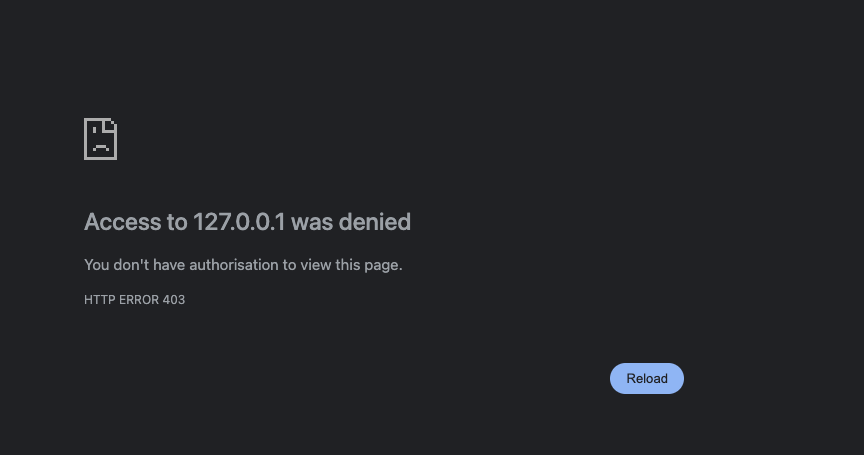 Access to 127.0.0.1 was denied
You don't have authorisation to view this page.
HTTP ERROR 403
Reload